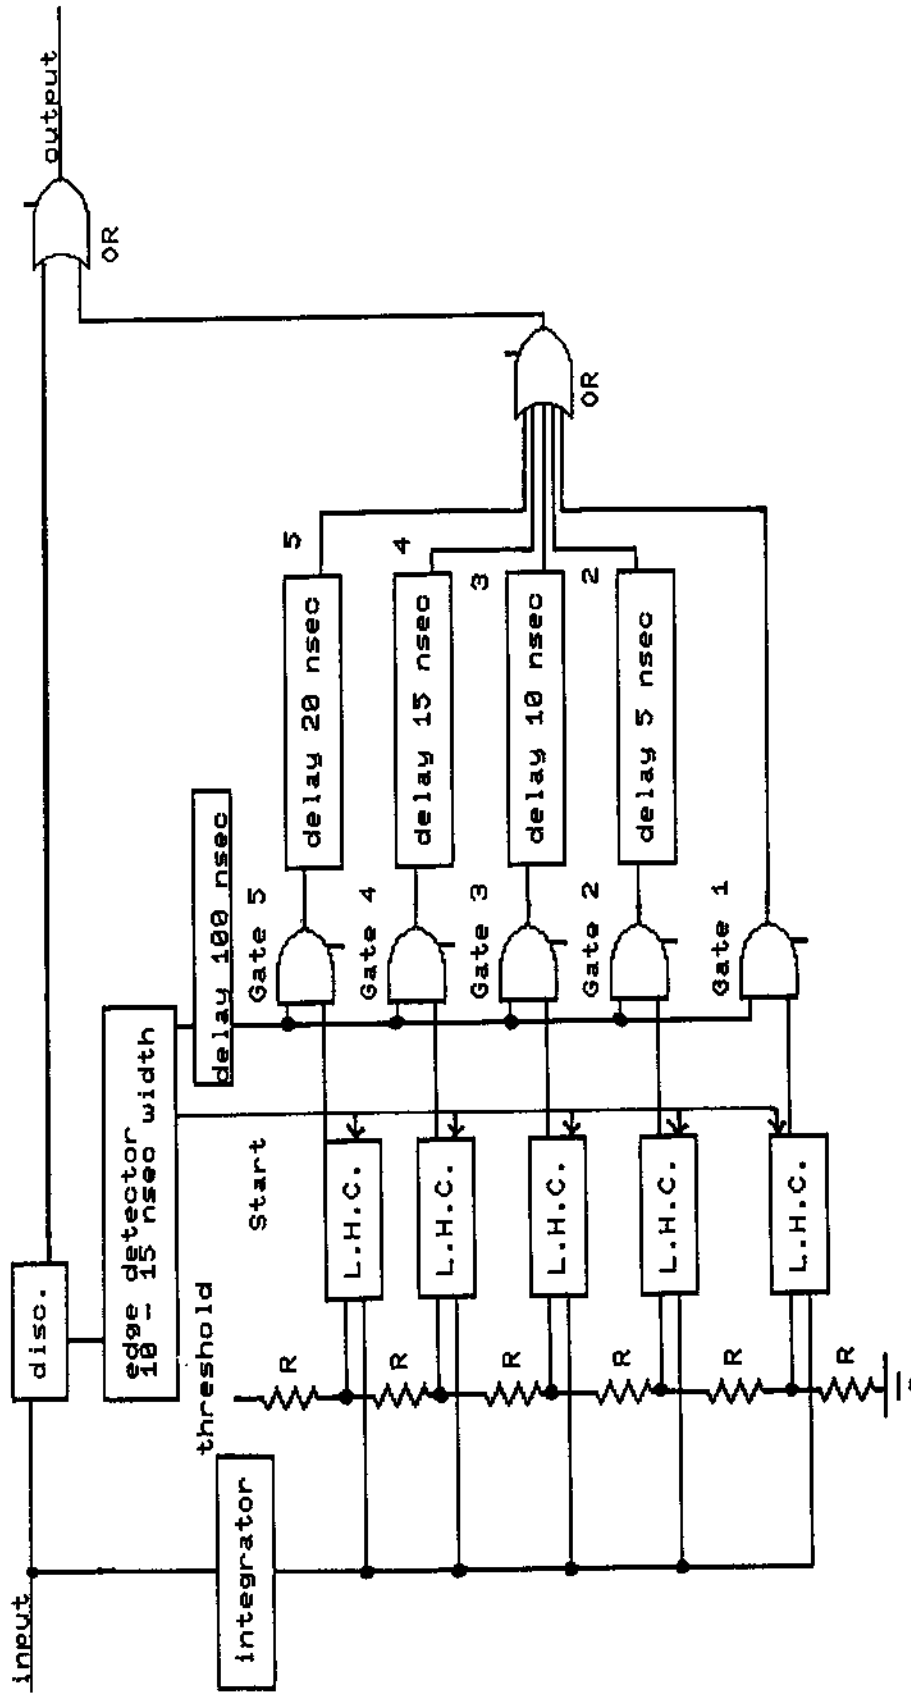 input
disc.
output
OR
edge detector
10 - 15 nsec width
threshold
delay 100 nsec
integrator
Start
Gate 5
R
5
delay 20 nsec
L.H.C.
Gate 4
R
4
delay 15 nsec
L.H.C.
Gate 3
3
R
delay 10 nsec
L.H.C.
Gate 2
2
OR
R
delay 5 nsec
L.H.C.
Gate 1
R
L.H.C.
R